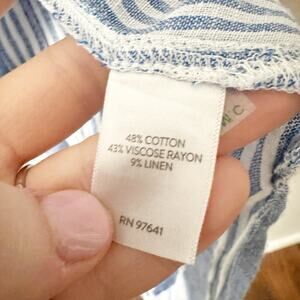 48% COTTON
43% VISCOSE RAYON
9% LINEN
RN 97641